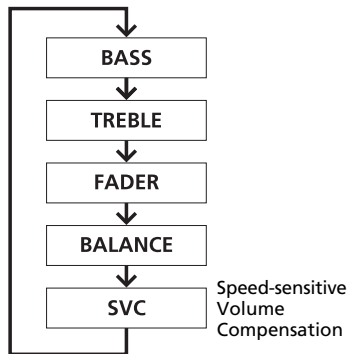 BASS
TREBLE
FADER
BALANCE
SVC
Speed-sensitive
Volume
Compensation